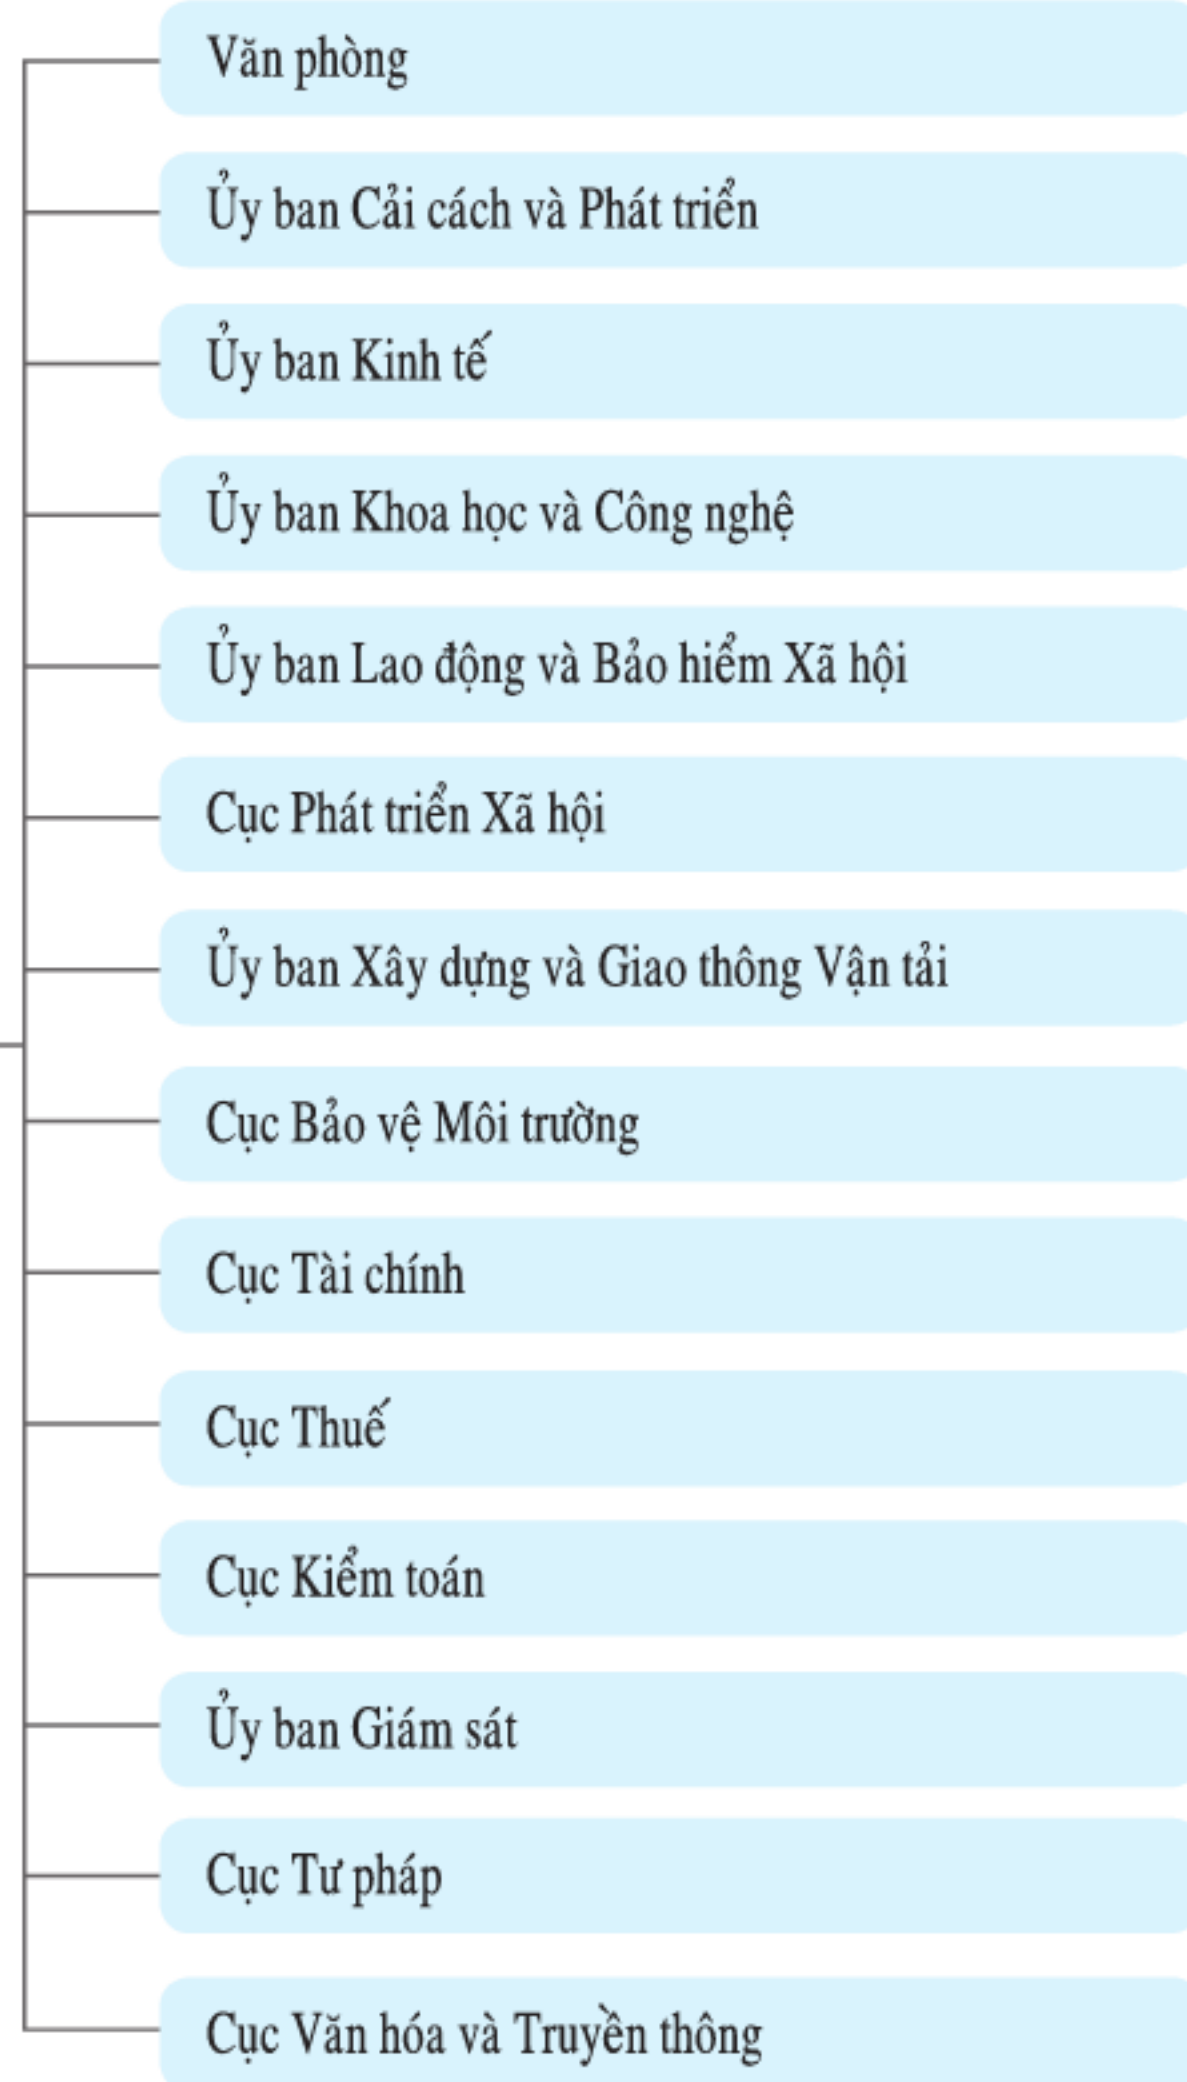 Văn phòng
Ủy ban Cải cách và Phát triển
Ủy ban Kinh tế
Ủy ban Khoa học và Công nghệ
Ủy ban Lao động và Bảo hiểm Xã hội
Cục Phát triển Xã hội
Ủy ban Xây dựng và Giao thông Vận tải
Cục Bảo vệ Môi trường
Cục Tài chính
Cục Thuế
Cục Kiểm toán
Ủy ban Giám sát
Cục Tư pháp
Cục Văn hóa và Truyền thông